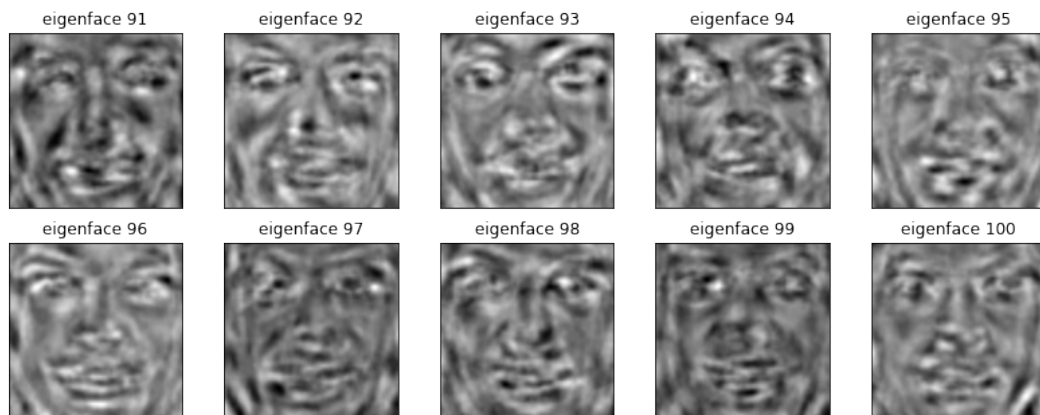 eigenface 91
eigenface 92
eigenface 93
eigenface 94
eigenface 95
eigenface 96
eigenface 97
eigenface 98
eigenface 99
eigenface 100